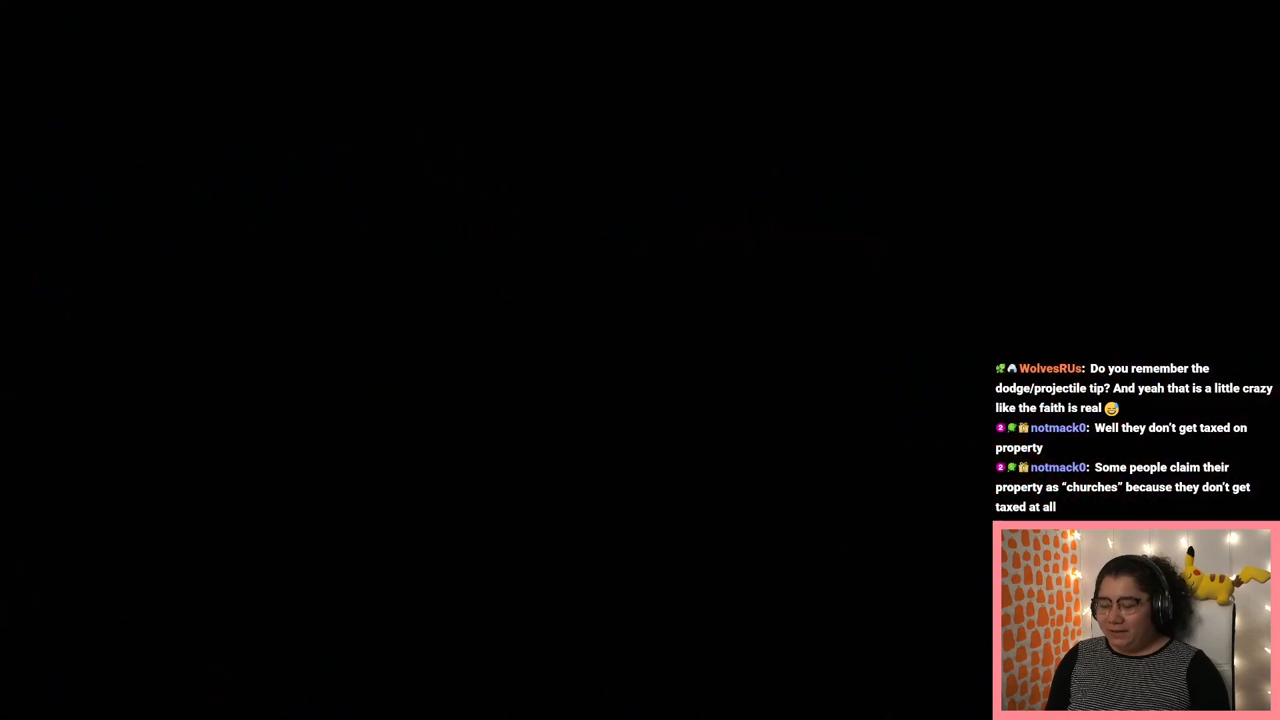 WolvesRUs: Do you remember the
dodge/projectile tip? And yeah that is a little crazy
like the faith is real 😅
notmack0: Well they don't get taxed on
property
notmack0: Some people claim their
property as “churches” because they don't get
taxed at all